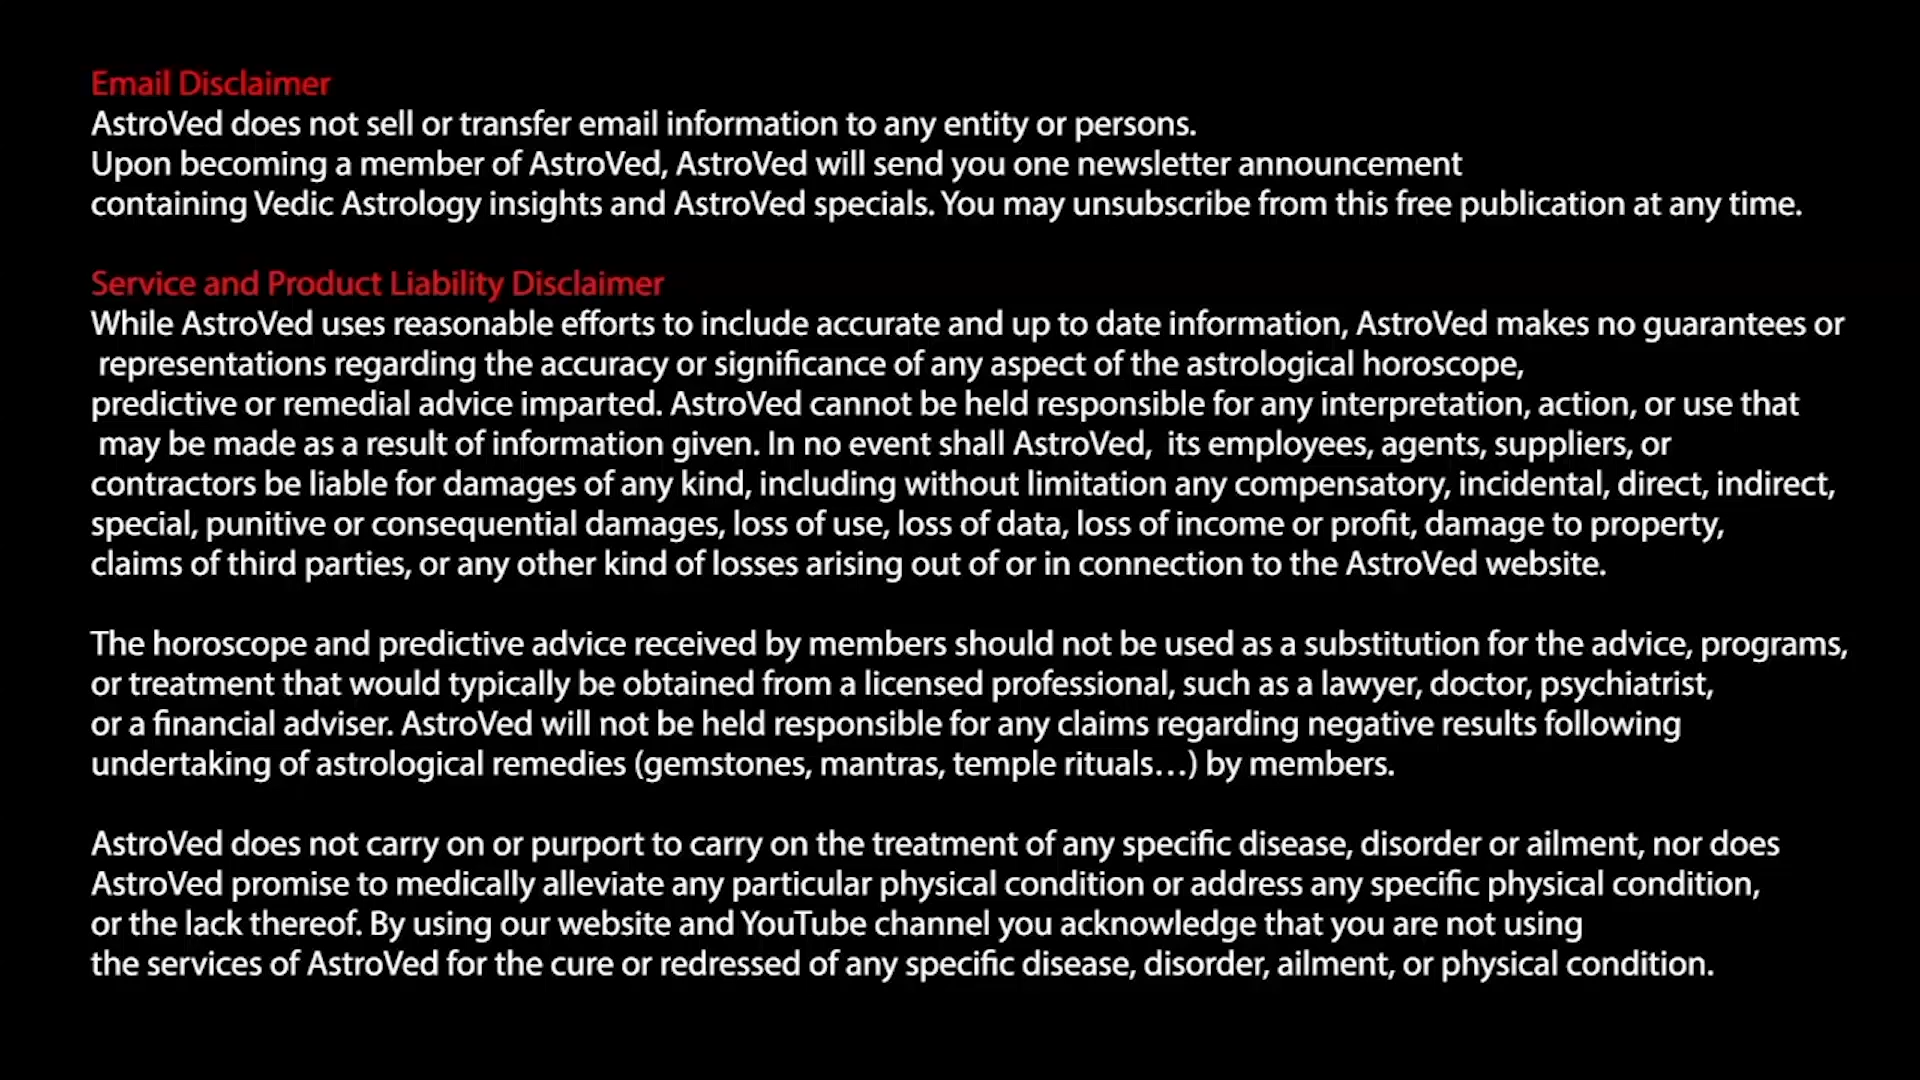 Email Disclaimer
AstroVed does not sell or transfer email information to any entity or persons.
Upon becoming a member of AstroVed, AstroVed will send you one newsletter announcement
containing Vedic Astrology insights and AstroVed specials. You may unsubscribe from this free publication at any time.
Service and Product Liability Disclaimer
While AstroVed uses reasonable efforts to include accurate and up to date information, AstroVed makes no guarantees or
representations regarding the accuracy or significance of any aspect of the astrological horoscope,
predictive or remedial advice imparted. AstroVed cannot be held responsible for any interpretation, action, or use that
may be made as a result of information given. In no event shall AstroVed, its employees, agents, suppliers, or
contractors be liable for damages of any kind, including without limitation any compensatory, incidental, direct, indirect,
special, punitive or consequential damages, loss of use, loss of data, loss of income or profit, damage to property,
claims of third parties, or any other kind of losses arising out of or in connection to the AstroVed website.
The horoscope and predictive advice received by members should not be used as a substitution for the advice, programs,
or treatment that would typically be obtained from a licensed professional, such as a lawyer, doctor, psychiatrist,
or a financial adviser. AstroVed will not be held responsible for any claims regarding negative results following
undertaking of astrological remedies (gemstones, mantras, temple rituals…) by members.
AstroVed does not carry on or purport to carry on the treatment of any specific disease, disorder or ailment, nor does
AstroVed promise to medically alleviate any particular physical condition or address any specific physical condition,
or the lack thereof. By using our website and YouTube channel you acknowledge that you are not using
the services of AstroVed for the cure or redressed of any specific disease, disorder, ailment, or physical condition.